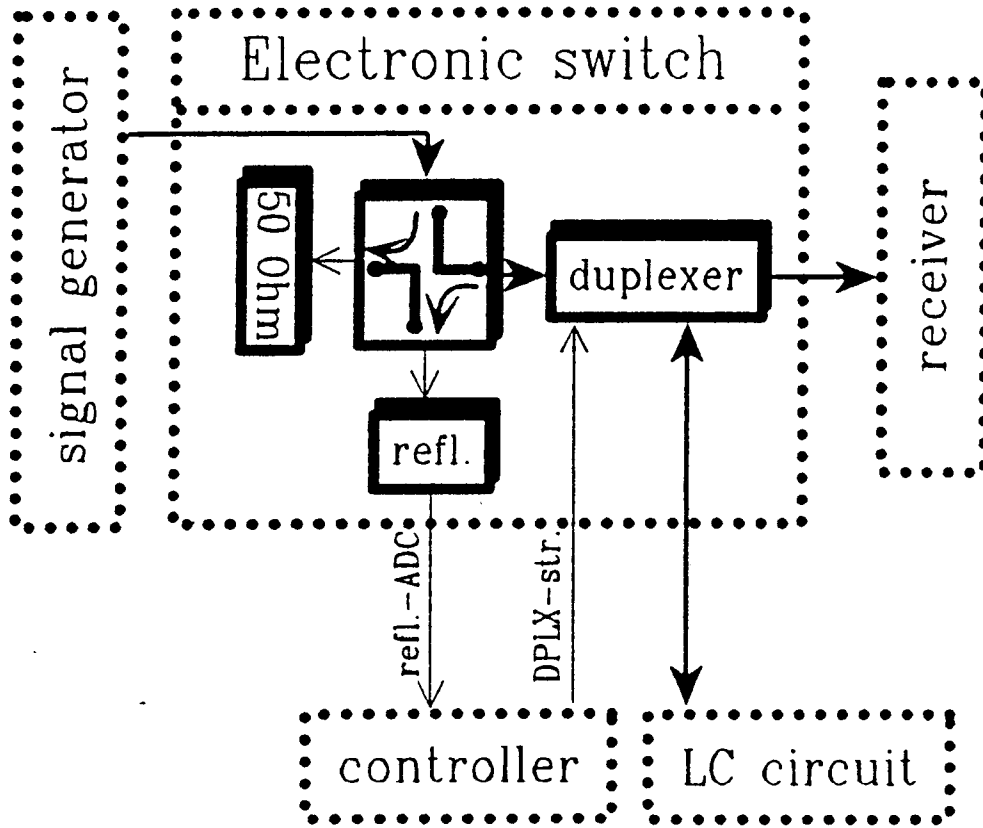 Electronic switch
signal generator
50 Ohm
duplexer
receiver
refl.
refl.-ADC
DPLX-str.
controller
LC circuit